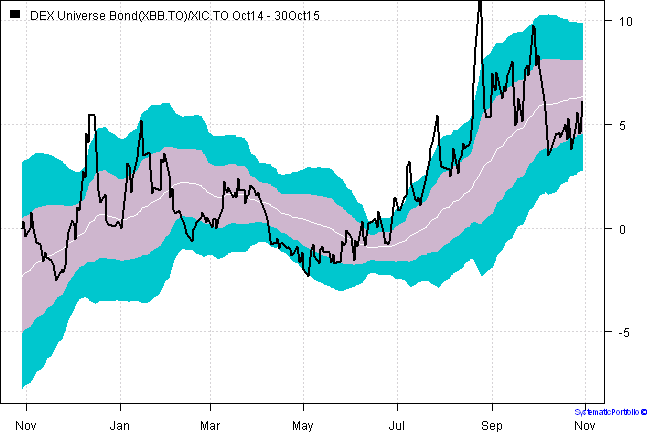 DEX Universe Bond(XBB.TO)/XIC.TO Oct14 - 30Oct15
10
5
0
-5
Nov Jan Mar May Jul Sep Nov
SystematicPortfolio ©